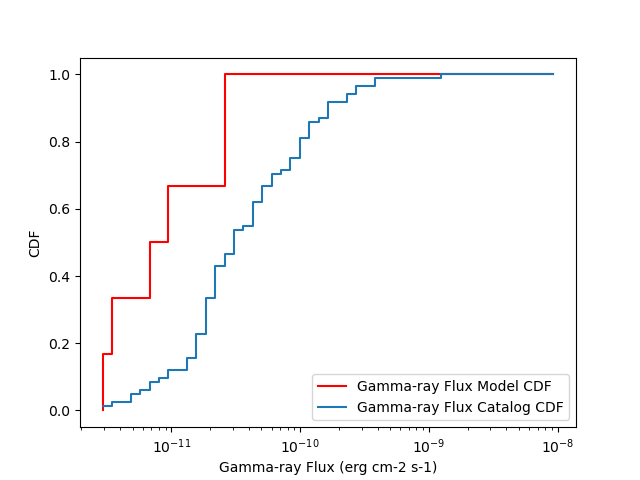 1.0
0.8
0.6
0.4
0.2
0.0
CDF
10⁻¹¹
10⁻¹⁰
10⁻⁹
10⁻⁸
Gamma-ray Flux (erg cm-2 s-1)
Gamma-ray Flux Model CDF
Gamma-ray Flux Catalog CDF